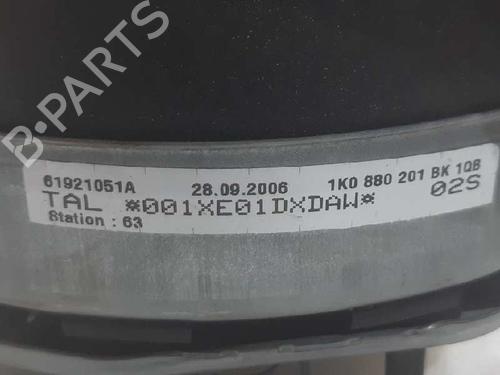 B-PARTS
61921051A 28.09.2006 1K0 880 201 BK 1QB
TAL *001XE01DXDAW* 02S
Station : 63